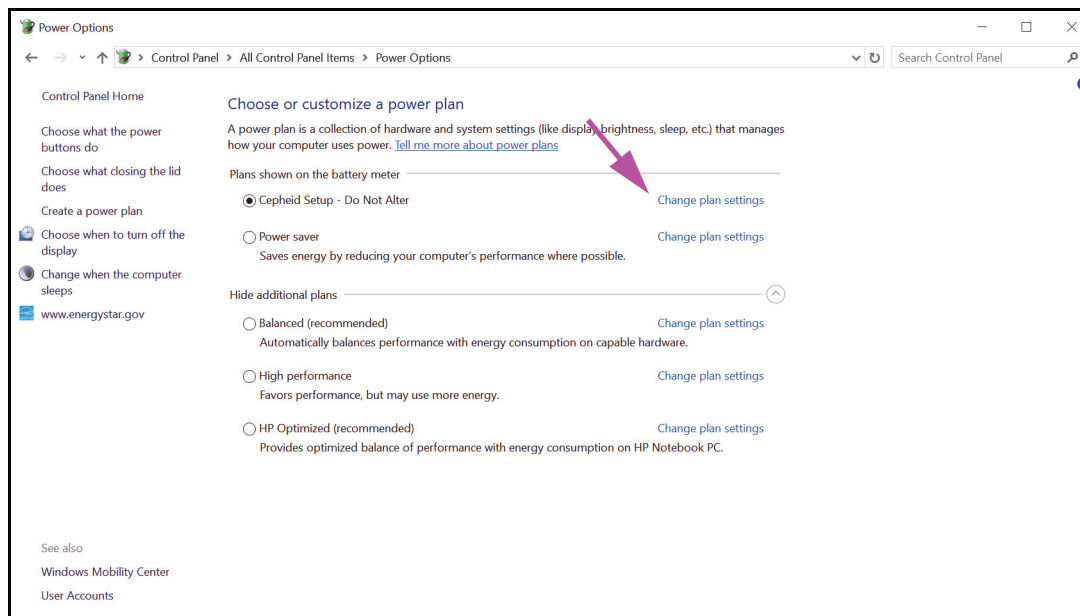 Power Options
Control Panel > All Control Panel Items > Power Options
Search Control Panel
Control Panel Home
Choose what the power
buttons do
Choose what closing the lid
does
Create a power plan
Choose when to turn off the
display
Change when the computer
sleeps
www.energystar.gov
Choose or customize a power plan
A power plan is a collection of hardware and system settings (like display brightness, sleep, etc.) that manages
how your computer uses power. Tell me more about power plans
Plans shown on the battery meter
Cepheid Setup - Do Not Alter Change plan settings
Power saver Change plan settings
Saves energy by reducing your computer's performance where possible.
Hide additional plans
Balanced (recommended) Change plan settings
Automatically balances performance with energy consumption on capable hardware.
High performance Change plan settings
Favors performance, but may use more energy.
HP Optimized (recommended) Change plan settings
Provides optimized balance of performance with energy consumption on HP Notebook PC.
See also
Windows Mobility Center
User Accounts